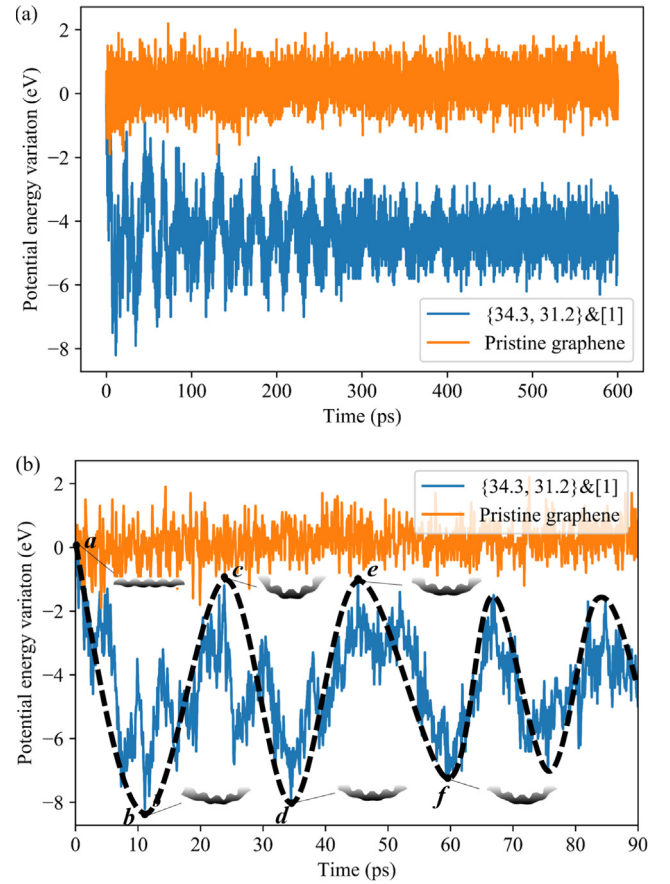 (a)
2
0
−2
−4
−6
−8
Potential energy variaton (eV)
{34.3, 31.2}&[1]
Pristine graphene
0 100 200 300 400 500 600
Time (ps)
(b)
2
0
−2
−4
−6
−8
Potential energy variaton (eV)
{34.3, 31.2}&[1]
Pristine graphene
a
c
e
b
d
f
0 10 20 30 40 50 60 70 80 90
Time (ps)